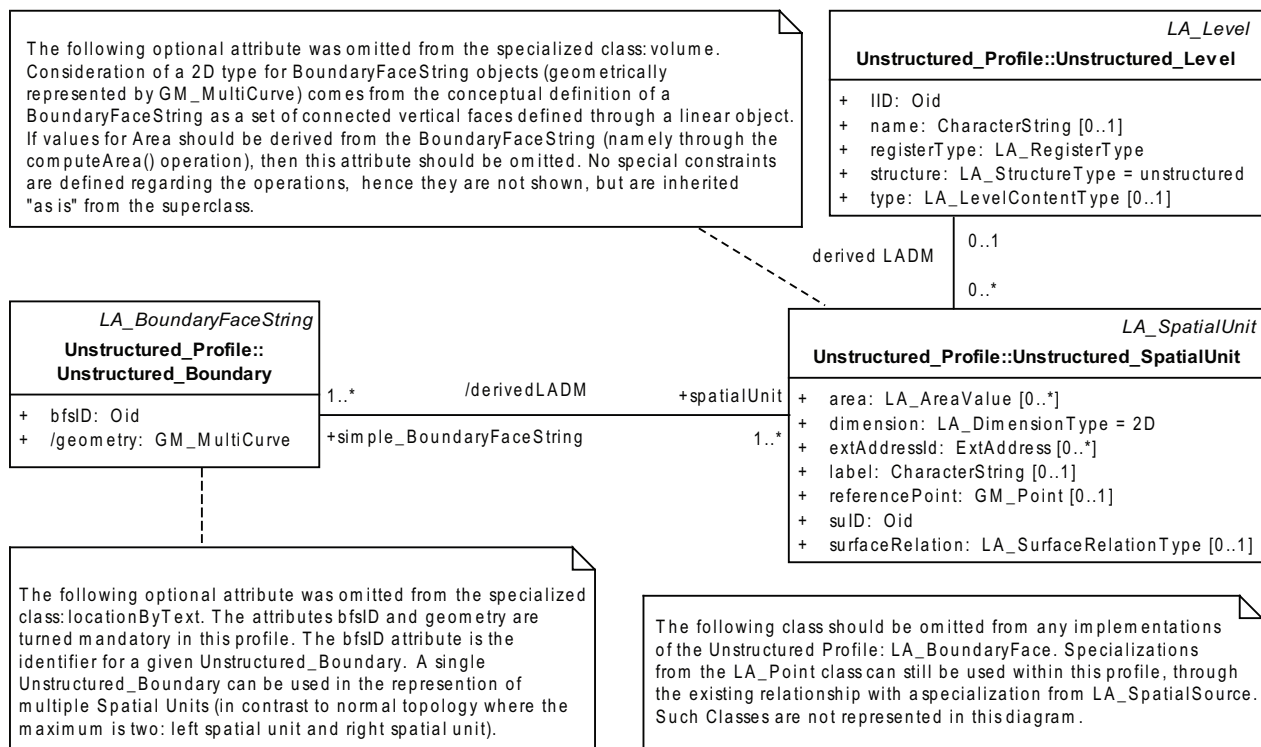 The following optional attribute was omitted from the specialized class: volume.
Consideration of a 2D type for BoundaryFaceString objects (geometrically
represented by GM_MultiCurve) comes from the conceptual definition of a
BoundaryFaceString as a set of connected vertical faces defined through a linear object.
If values for Area should be derived from the BoundaryFaceString (namely through the
computeArea() operation), then this attribute should be omitted. No special constraints
are defined regarding the operations, hence they are not shown, but are inherited
"as is" from the superclass.
LA_Level
Unstructured_Profile::Unstructured_Level
+ lID: Oid
+ name: CharacterString [0..1]
+ registerType: LA_RegisterType
+ structure: LA_StructureType = unstructured
+ type: LA_LevelContentType [0..1]
derived LADM
0..1
0..*
LA_BoundaryFaceString
Unstructured_Profile::
Unstructured_Boundary
+ bfsID: Oid
+ /geometry: GM_MultiCurve
1..*
/derivedLADM
+spatialUnit
+simple_BoundaryFaceString
1..*
LA_SpatialUnit
Unstructured_Profile::Unstructured_SpatialUnit
+ area: LA_AreaValue [0..*]
+ dimension: LA_DimensionType = 2D
+ extAddressId: ExtAddress [0..*]
+ label: CharacterString [0..1]
+ referencePoint: GM_Point [0..1]
+ suID: Oid
+ surfaceRelation: LA_SurfaceRelationType [0..1]
The following optional attribute was omitted from the specialized
class: locationByText. The attributes bfsID and geometry are
turned mandatory in this profile. The bfsID attribute is the
identifier for a given Unstructured_Boundary. A single
Unstructured_Boundary can be used in the represention of
multiple Spatial Units (in contrast to normal topology where the
maximum is two: left spatial unit and right spatial unit).
The following class should be omitted from any implementations
of the Unstructured Profile: LA_BoundaryFace. Specializations
from the LA_Point class can still be used within this profile, through
the existing relationship with a specialization from LA_SpatialSource.
Such Classes are not represented in this diagram.